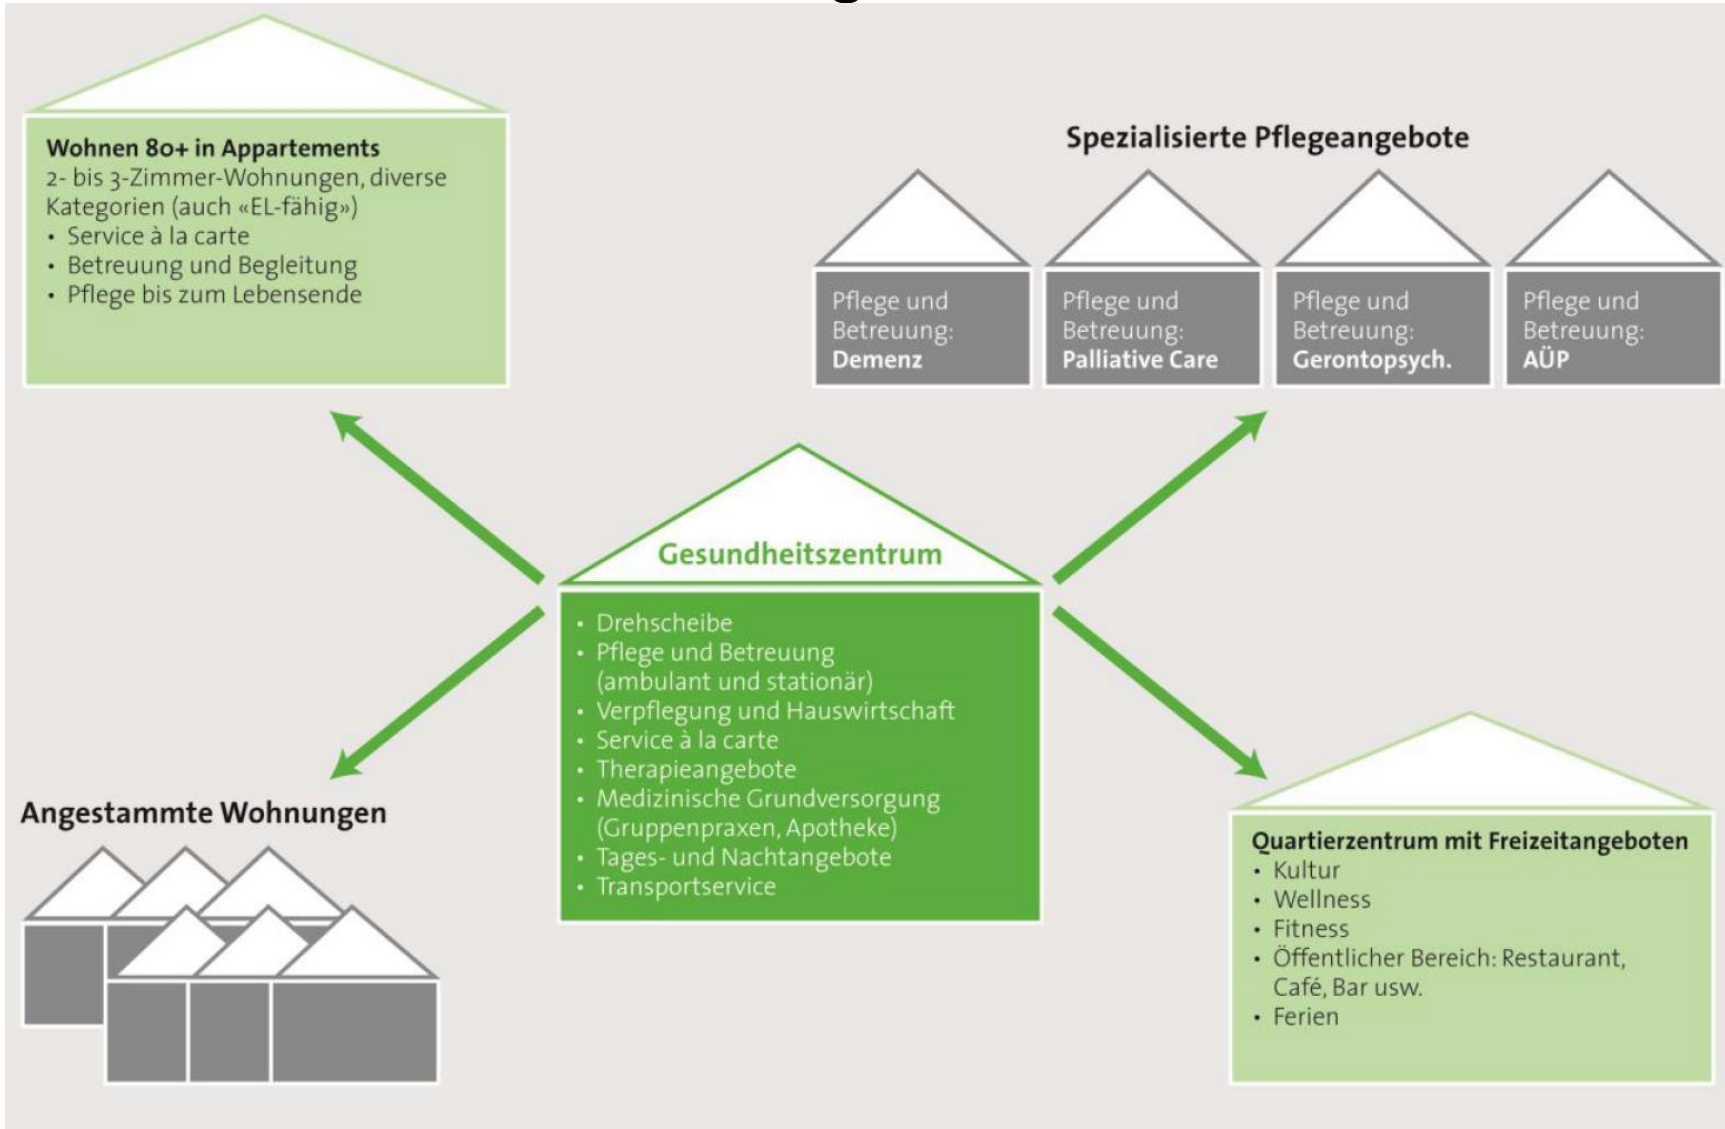 Wohnen 80+ in Appartements
2- bis 3-Zimmer-Wohnungen, diverse
Kategorien (auch «EL-fähig»)
• Service à la carte
• Betreuung und Begleitung
• Pflege bis zum Lebensende
Spezialisierte Pflegeangebote
Pflege und
Betreuung:
Demenz
Pflege und
Betreuung:
Palliative Care
Pflege und
Betreuung:
Gerontopsych.
Pflege und
Betreuung:
AÜP
Gesundheitszentrum
• Drehscheibe
• Pflege und Betreuung
(ambulant und stationär)
• Verpflegung und Hauswirtschaft
• Service à la carte
• Therapieangebote
• Medizinische Grundversorgung
(Gruppenpraxen, Apotheke)
• Tages- und Nachtangebote
• Transportservice
Angestammte Wohnungen
Quartierzentrum mit Freizeitangeboten
• Kultur
• Wellness
• Fitness
• Öffentlicher Bereich: Restaurant,
Café, Bar usw.
• Ferien